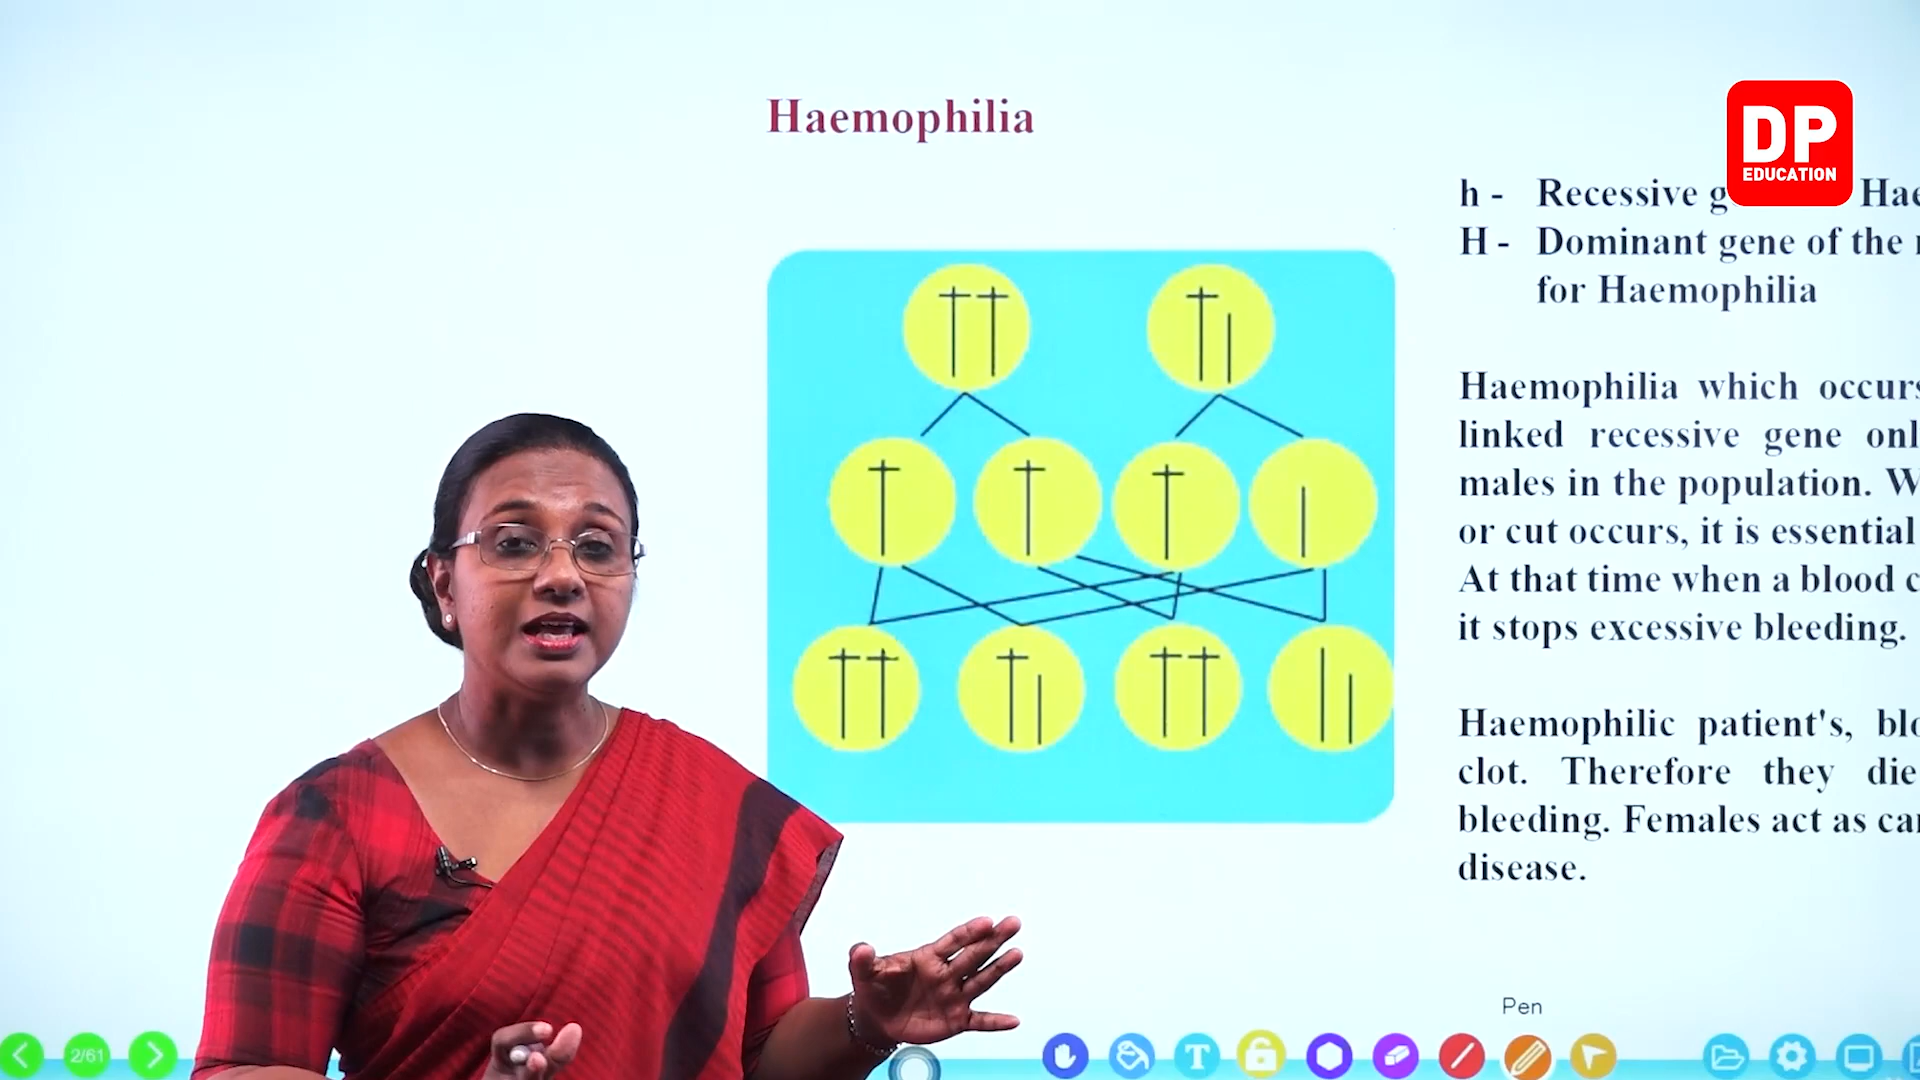 Haemophilia
DP
EDUCATION
h - Recessive g Hae
H - Dominant gene of the
for Haemophilia
Haemophilia which occurs
linked recessive gene onl
males in the population. W
or cut occurs, it is essential
At that time when a blood c
it stops excessive bleeding.
Haemophilic patient's, blo
clot. Therefore they die
bleeding. Females act as car
disease.
Pen
2/61
T